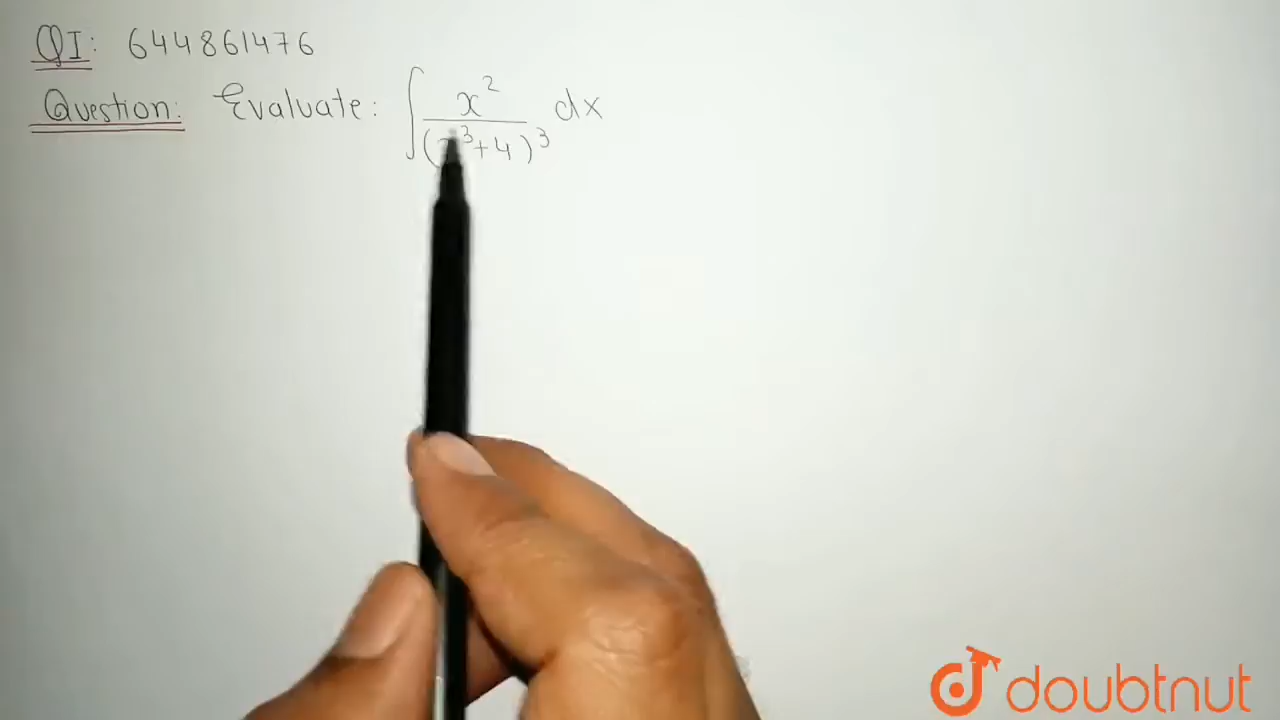 QI: 644861476
Question: Evaluate: ∫ x²/(x³+4)³ dx
doubtnut